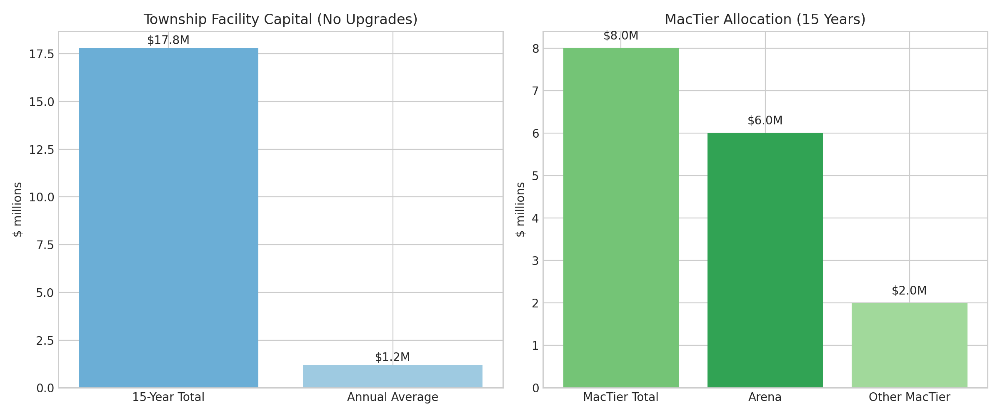 Township Facility Capital (No Upgrades)
$ millions
17.5
15.0
12.5
10.0
7.5
5.0
2.5
0.0
$17.8M
$1.2M
15-Year Total
Annual Average
MacTier Allocation (15 Years)
$ millions
8
7
6
5
4
3
2
1
0
$8.0M
$6.0M
$2.0M
MacTier Total
Arena
Other MacTier